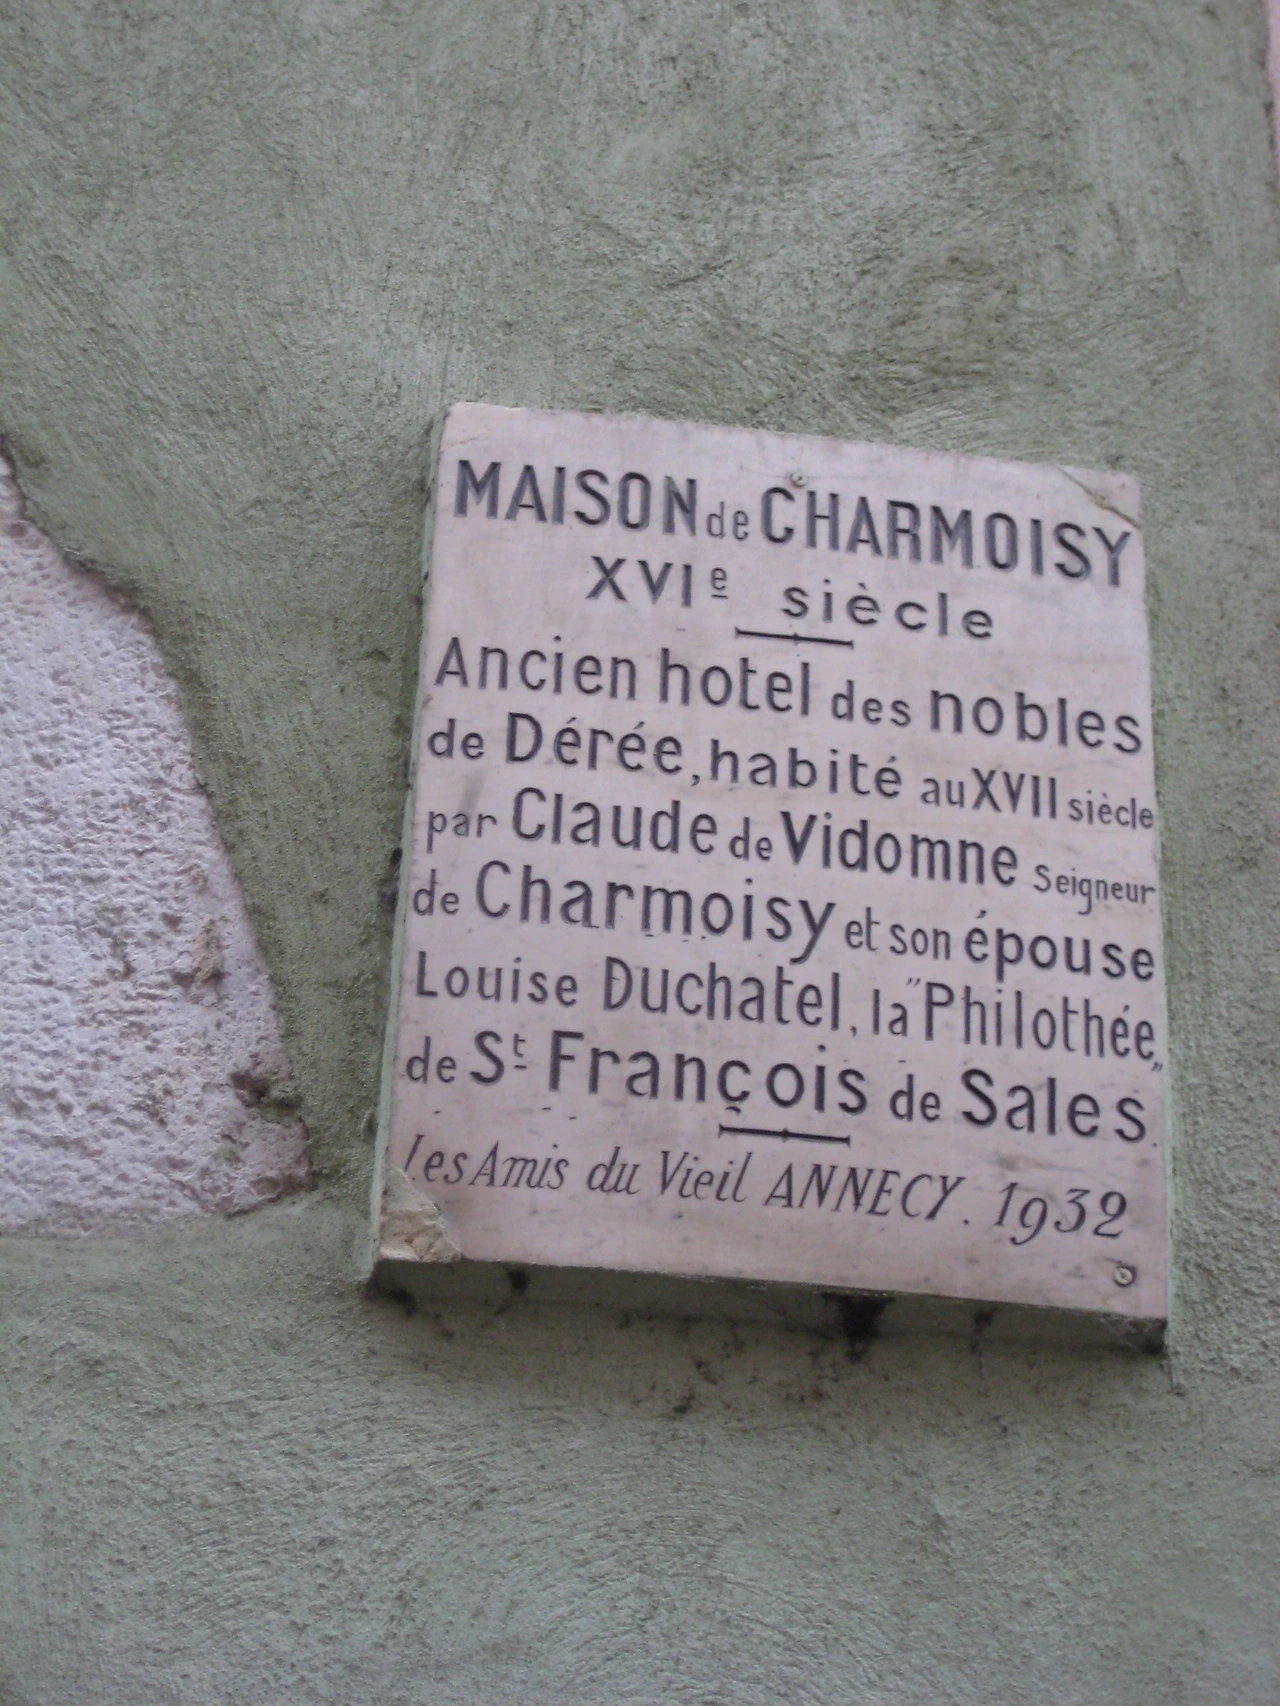 MAISON de CHARMOISY
XVIe siècle
Ancien hotel des nobles
de Dérée, habité au XVII siècle
par Claude de Vidomne Seigneur
de Charmoisy et son épouse
Louise Duchatel, la "Philothée"
de St François de Sales.
Les Amis du Vieil ANNECY. 1932